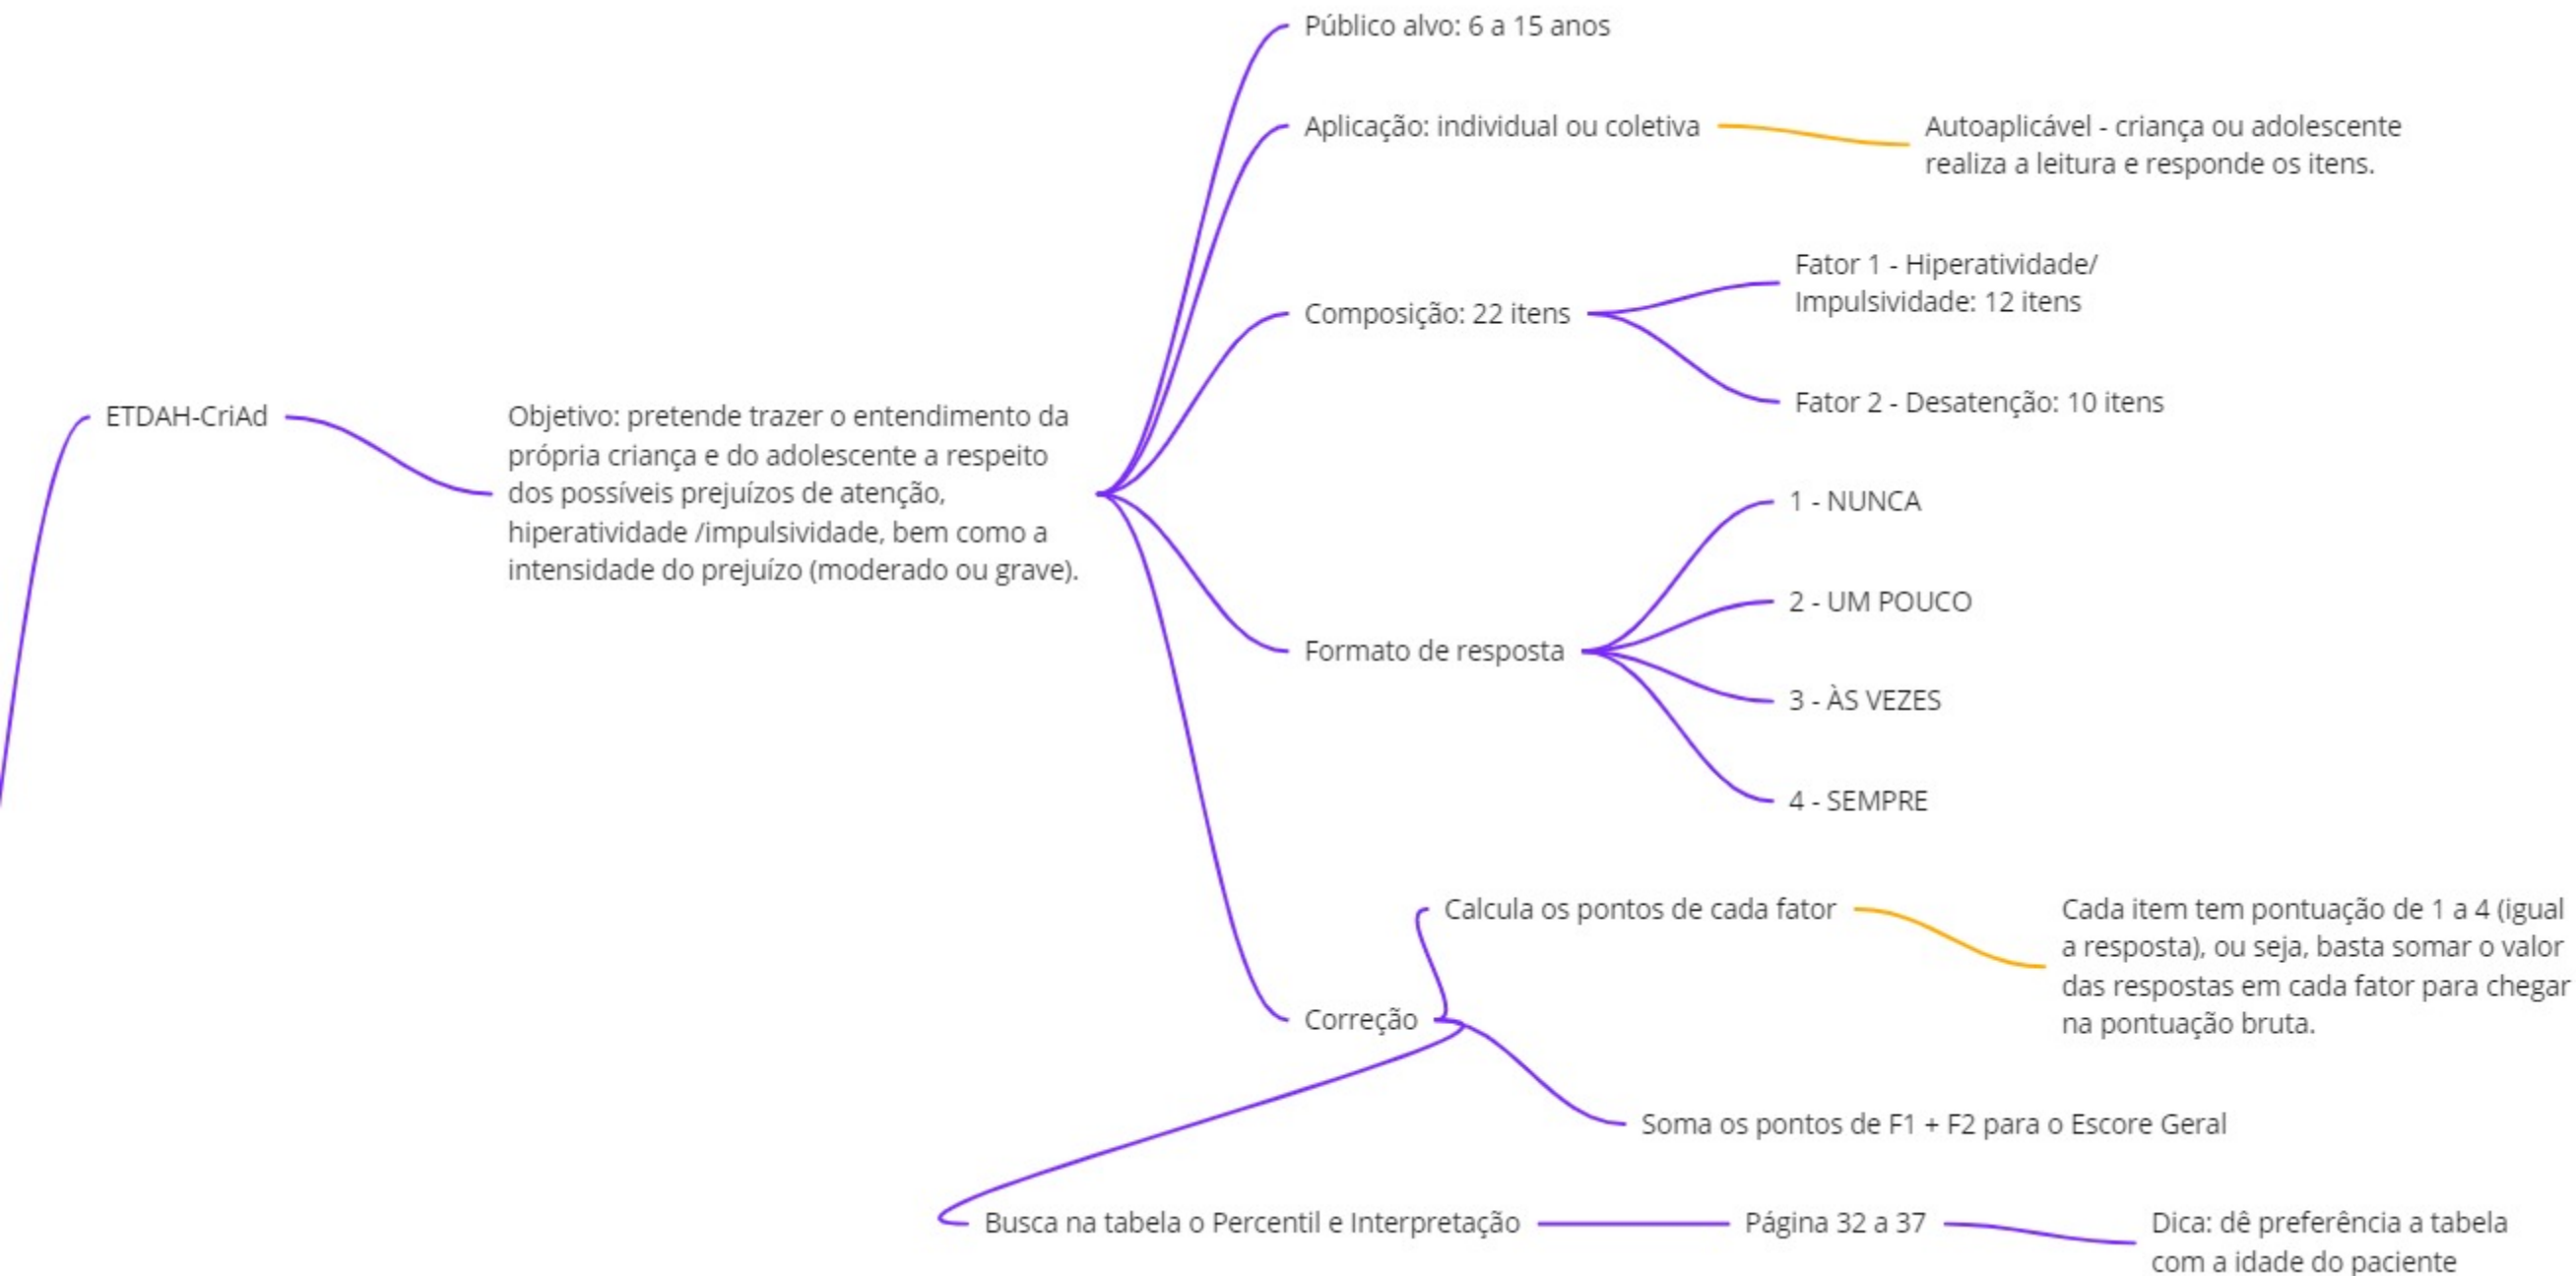 ETDAH-CriAd
Objetivo: pretende trazer o entendimento da
própria criança e do adolescente a respeito
dos possíveis prejuízos de atenção,
hiperatividade /impulsividade, bem como a
intensidade do prejuízo (moderado ou grave).
Público alvo: 6 a 15 anos
Aplicação: individual ou coletiva
Autoaplicável - criança ou adolescente
realiza a leitura e responde os itens.
Composição: 22 itens
Fator 1 - Hiperatividade/
Impulsividade: 12 itens
Fator 2 - Desatenção: 10 itens
Formato de resposta
1 - NUNCA
2 - UM POUCO
3 - ÀS VEZES
4 - SEMPRE
Correção
Calcula os pontos de cada fator
Cada item tem pontuação de 1 a 4 (igual
a resposta), ou seja, basta somar o valor
das respostas em cada fator para chegar
na pontuação bruta.
Soma os pontos de F1 + F2 para o Escore Geral
Busca na tabela o Percentil e Interpretação
Página 32 a 37
Dica: dê preferência a tabela
com a idade do paciente